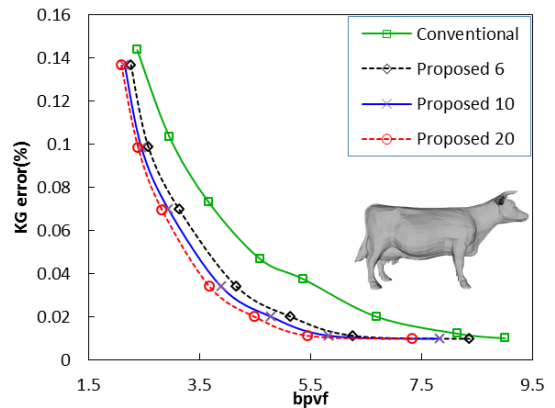 0.16
0.14
0.12
0.1
0.08
0.06
0.04
0.02
0
KG error(%)
Conventional
Proposed 6
Proposed 10
Proposed 20
1.5 3.5 5.5 7.5 9.5
bpvf